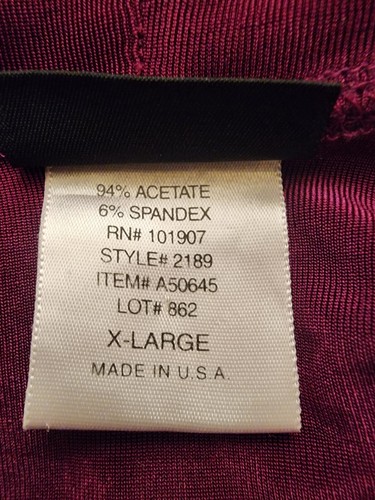 94% ACETATE
6% SPANDEX
RN# 101907
STYLE# 2189
ITEM# A50645
LOT# 862
X-LARGE
MADE IN U.S.A.